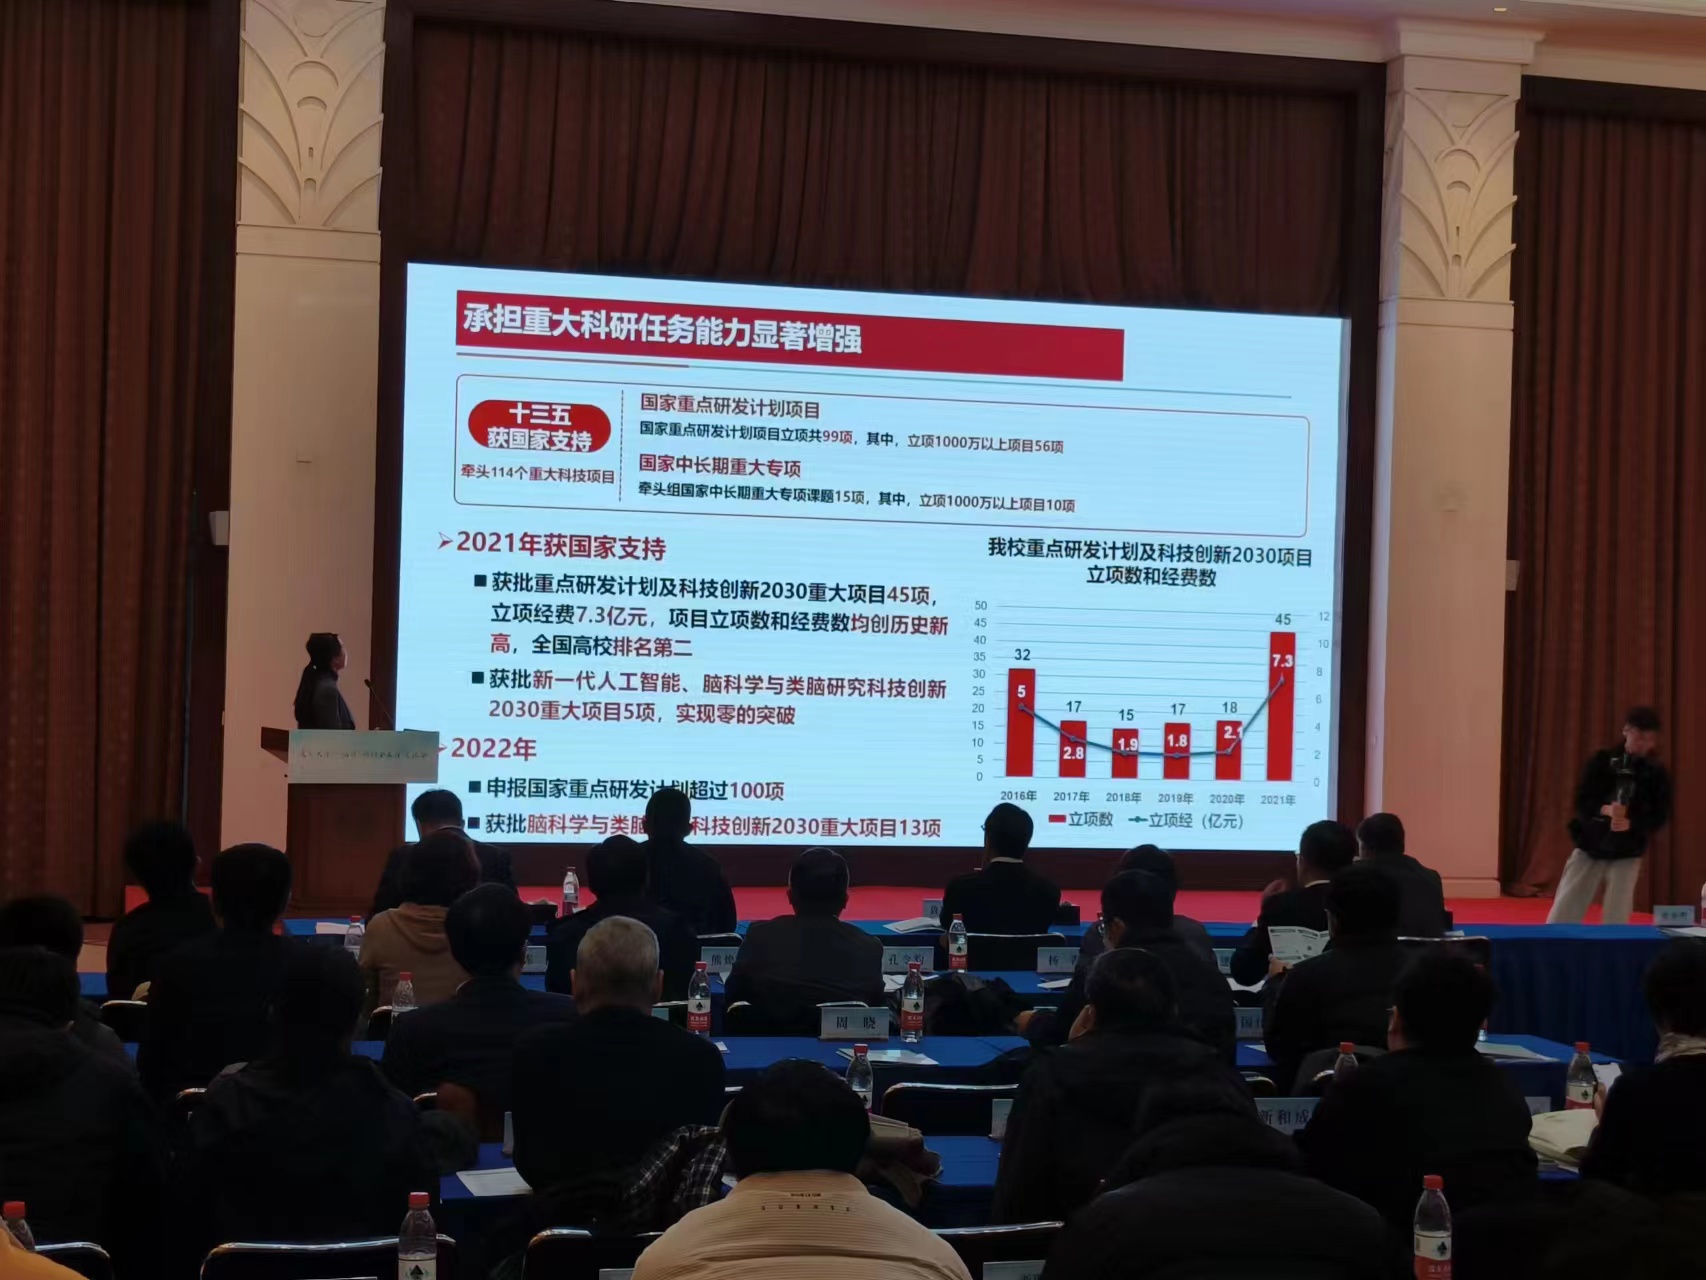 承担重大科研任务能力显著增强
十三五
获国家支持
牵头114个重大科技项目
国家重点研发计划项目
国家重点研发计划项目立项共99项，其中，立项1000万以上项目56项
国家中长期重大专项
牵头组国家中长期重大专项课题15项，其中，立项1000万以上项目10项
➢2021年获国家支持
■获批重点研发计划及科技创新2030重大项目45项，
立项经费7.3亿元，项目立项数和经费数均创历史新
高，全国高校排名第二
■获批新一代人工智能、脑科学与类脑研究科技创新
2030重大项目5项，实现零的突破
2022年
■申报国家重点研发计划超过100项
■获批脑科学与类脑 科技创新2030重大项目13项
我校重点研发计划及科技创新2030项目
立项数和经费数
50
45
40
35
30
25
20
15
10
5
0
32
17
15
17
18
45
5
2.8
1.9
1.8
2.1
7.3
12
10
8
6
4
2
0
2016年 2017年 2018年 2019年 2020年 2021年
立项数 立项经（亿元）
周 晓
杨
新和成